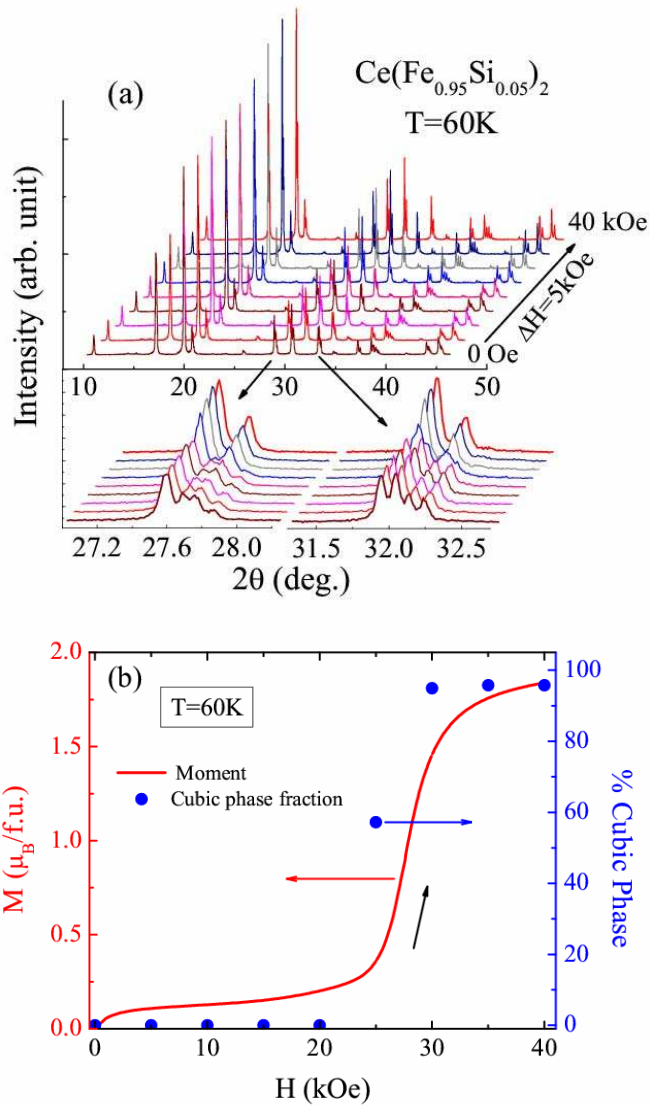 (a)
Ce(Fe0.95Si0.05)2
T=60K
Intensity (arb. unit)
40 kOe
ΔH=5kOe
0 Oe
10 20 30 40 50
27.2 27.6 28.0 31.5 32.0 32.5
2θ (deg.)
(b)
T=60K
Moment
Cubic phase fraction
M (μB/f.u.)
2.0
1.5
1.0
0.5
0.0
% Cubic Phase
100
80
60
40
20
0
0 10 20 30 40
H (kOe)